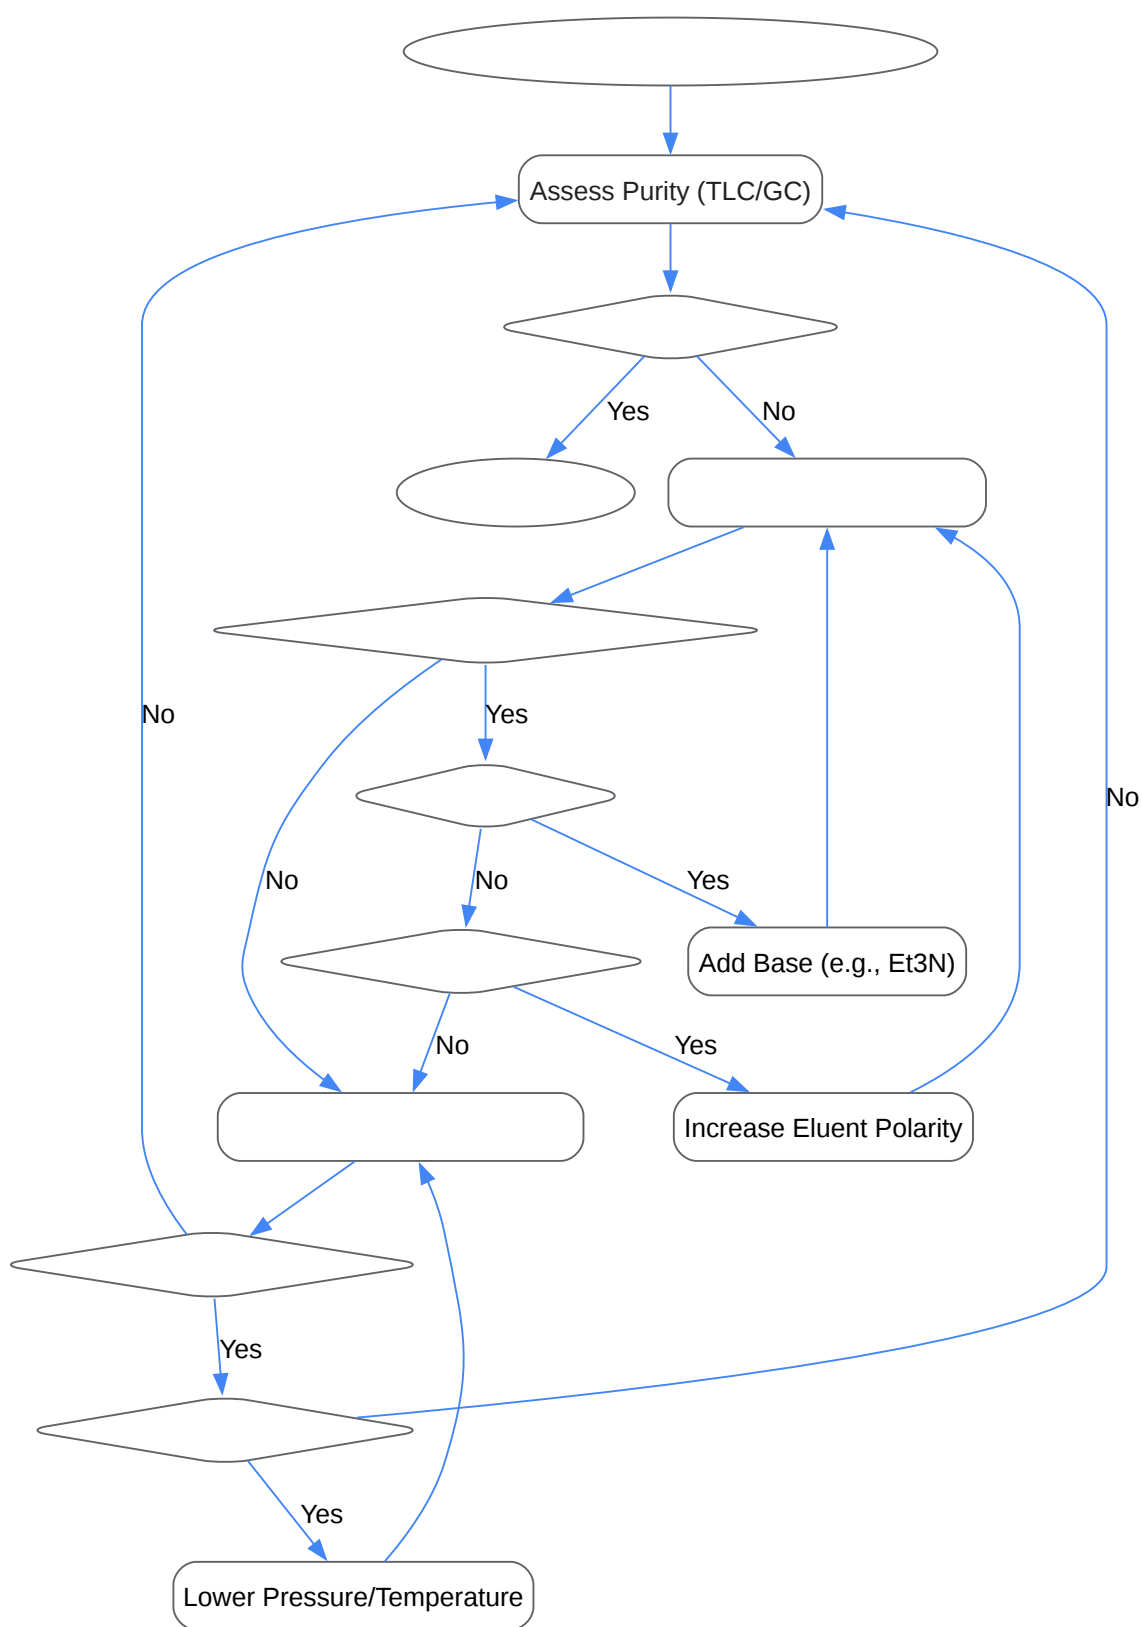 Assess Purity (TLC/GC)
Yes
No
No
Yes
No
No
No
Yes
Add Base (e.g., Et3N)
No
Yes
Increase Eluent Polarity
Yes
Yes
Lower Pressure/Temperature